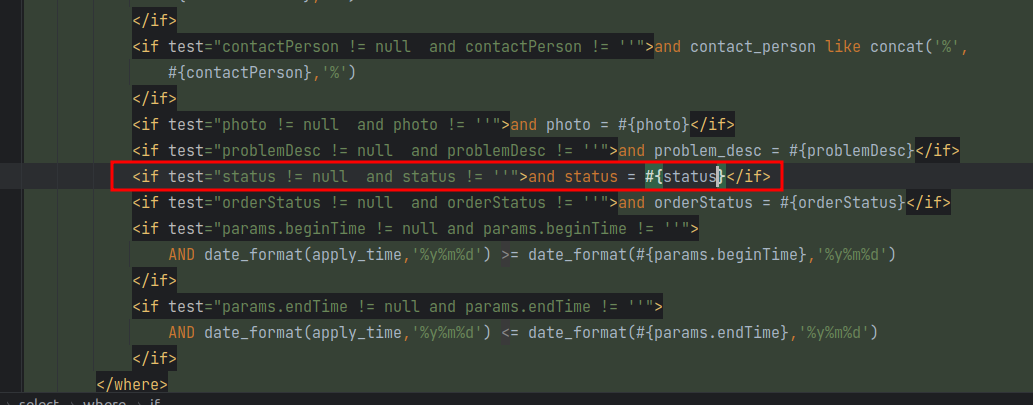 </if>
<if test="contactPerson != null  and contactPerson != ''">and contact_person like concat('%',
#{contactPerson},'%')
</if>
<if test="photo != null  and photo != ''">and photo = #{photo}</if>
<if test="problemDesc != null  and problemDesc != ''">and problem_desc = #{problemDesc}</if>
<if test="status != null  and status != ''">and status = #{status}</if>
<if test="orderStatus != null  and orderStatus != ''">and orderStatus = #{orderStatus}</if>
<if test="params.beginTime != null and params.beginTime != ''">
AND date_format(apply_time,'%y%m%d') >= date_format(#{params.beginTime},'%y%m%d')
</if>
<if test="params.endTime != null and params.endTime != ''">
AND date_format(apply_time,'%y%m%d') <= date_format(#{params.endTime},'%y%m%d')
</if>
</where>
select > where > if